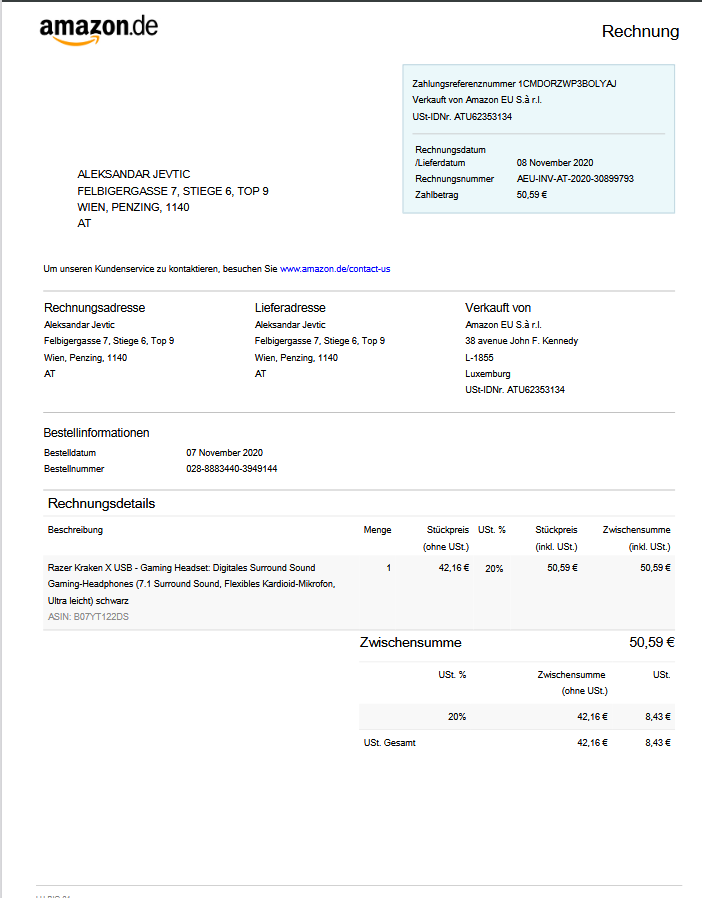 amazon.de
Rechnung
Zahlungsreferenznummer 1CMDORZWP3BOLYAJ
Verkauft von Amazon EU S.à r.l.
USt-IDNr. ATU62353134
Rechnungsdatum
/Lieferdatum 08 November 2020
Rechnungsnummer AEU-INV-AT-2020-30899793
Zahlbetrag 50,59 €
ALEKSANDAR JEVTIC
FELBIGERGASSE 7, STIEGE 6, TOP 9
WIEN, PENZING, 1140
AT
Um unseren Kundenservice zu kontaktieren, besuchen Sie www.amazon.de/contact-us
Rechnungsadresse Lieferadresse Verkauft von
Aleksandar Jevtic Aleksandar Jevtic Amazon EU S.à r.l.
Felbigergasse 7, Stiege 6, Top 9 Felbigergasse 7, Stiege 6, Top 9 38 avenue John F. Kennedy
Wien, Penzing, 1140 Wien, Penzing, 1140 L-1855
AT AT Luxemburg
USt-IDNr. ATU62353134
Bestellinformationen
Bestelldatum 07 November 2020
Bestellnummer 028-8883440-3949144
Rechnungsdetails
Beschreibung Menge Stückpreis USt. % Stückpreis Zwischensumme
(ohne USt.) (inkl. USt.) (inkl. USt.)
Razer Kraken X USB - Gaming Headset: Digitales Surround Sound 1 42,16 € 20% 50,59 € 50,59 €
Gaming-Headphones (7.1 Surround Sound, Flexibles Kardioid-Mikrofon,
Ultra leicht) schwarz
ASIN: B07YT122DS
Zwischensumme 50,59 €
USt. % Zwischensumme USt.
(ohne USt.)
20% 42,16 € 8,43 €
USt. Gesamt 42,16 € 8,43 €